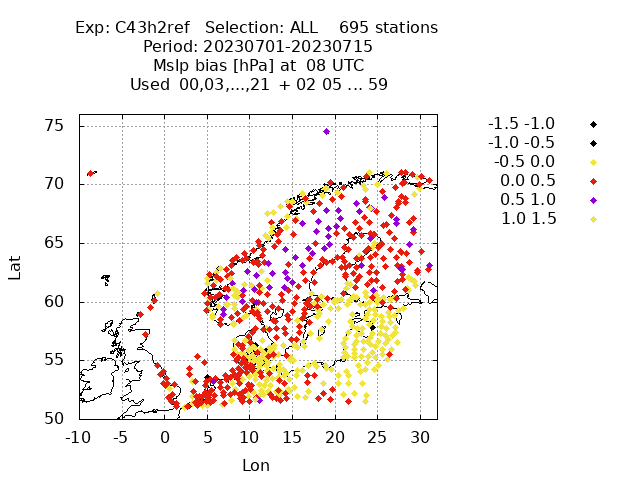 Exp: C43h2ref   Selection: ALL    695 stations
Period: 20230701-20230715
Mslp bias [hPa] at  08 UTC
Used  00,03,...,21  + 02 05 ... 59
-1.5 -1.0
-1.0 -0.5
-0.5 0.0
0.0 0.5
0.5 1.0
1.0 1.5
Lat
75
70
65
60
55
50
-10 -5 0 5 10 15 20 25 30
Lon